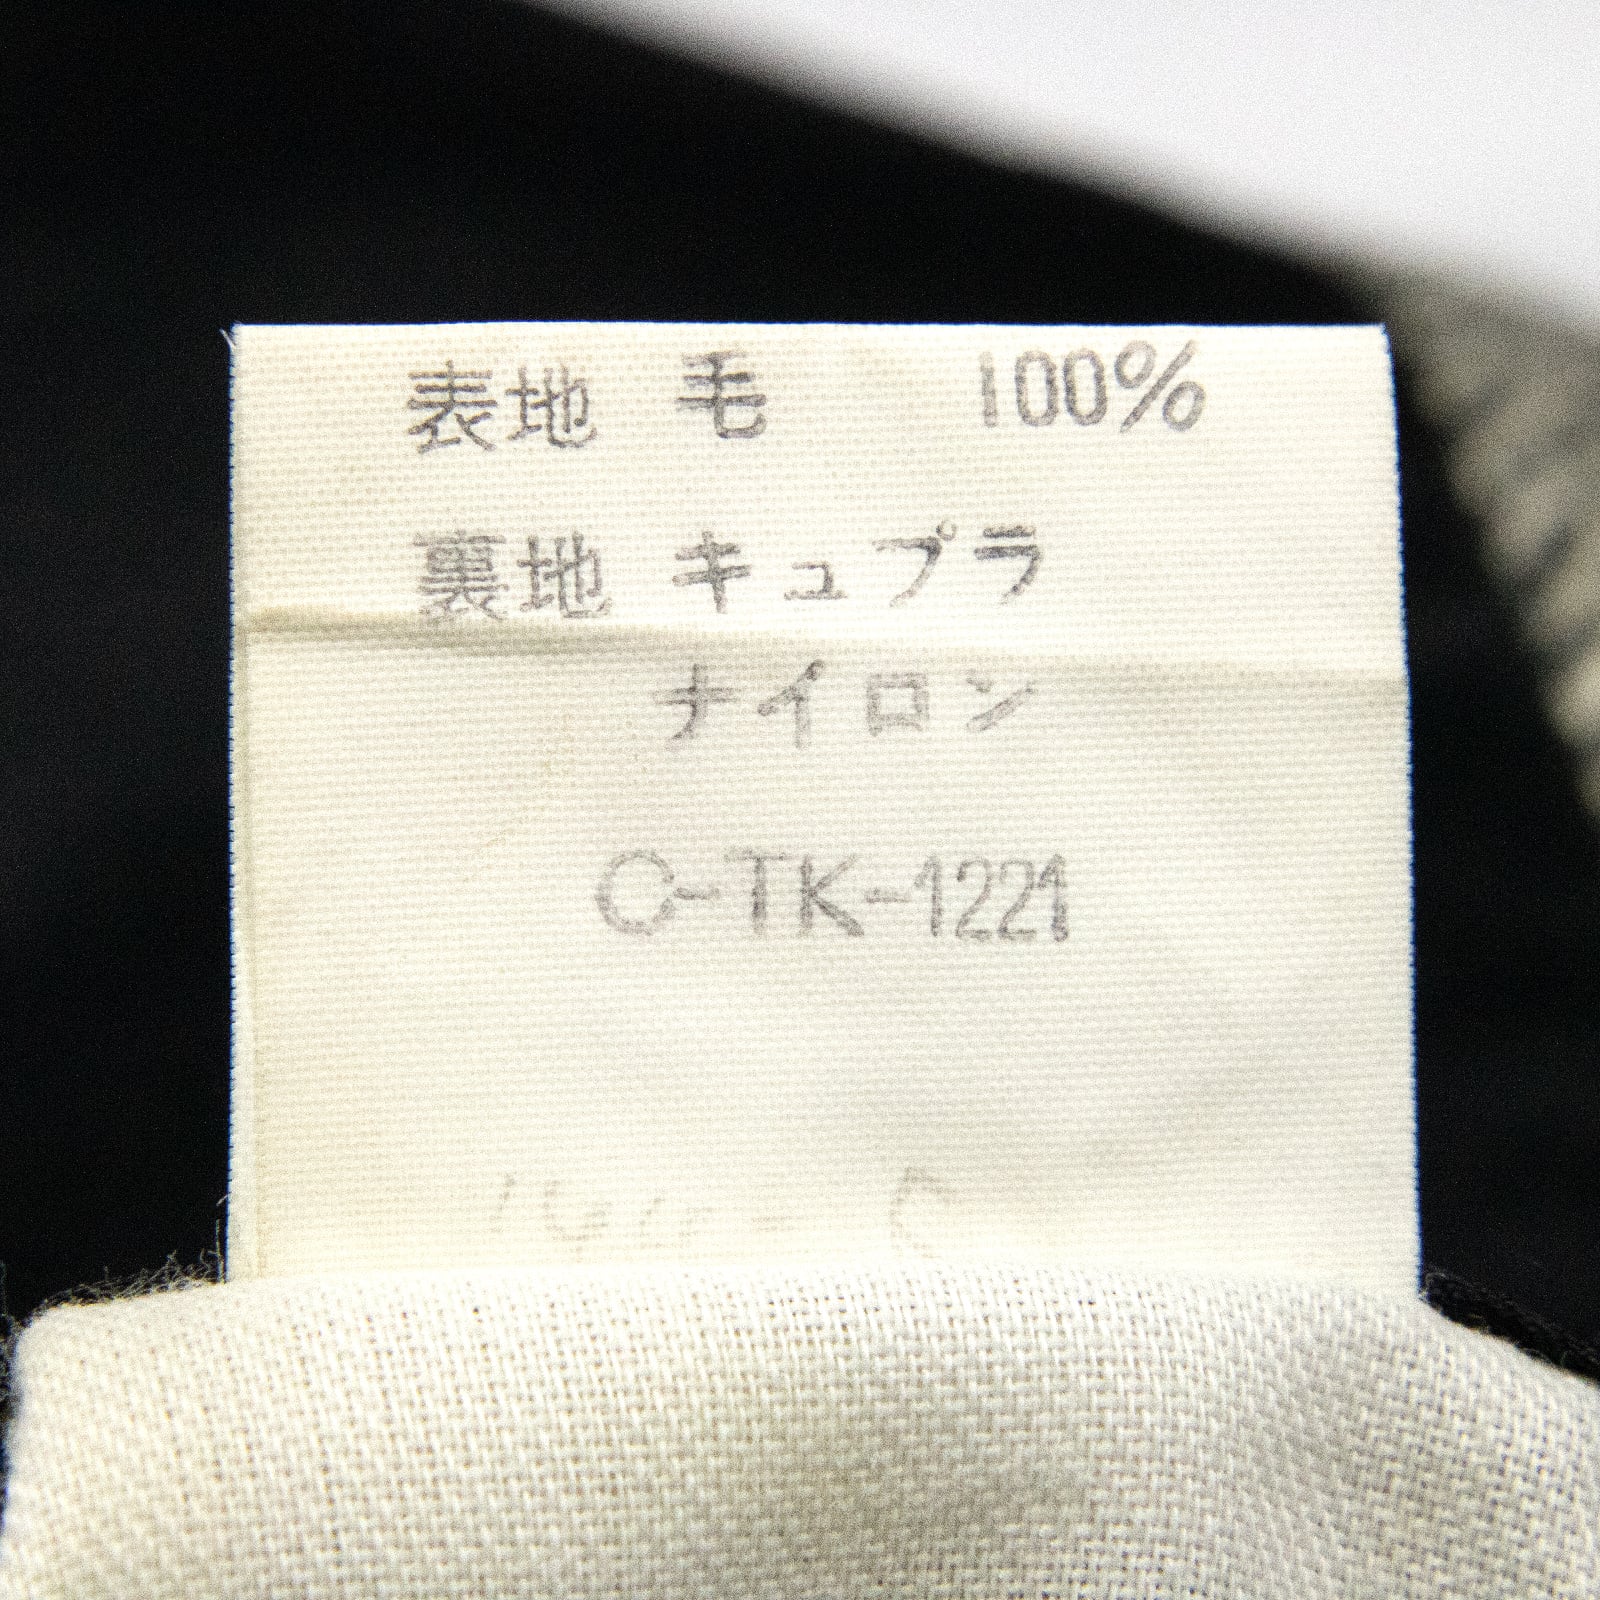 表地 毛 100%
裏地 キュプラ
ナイロン
C-TK-1221